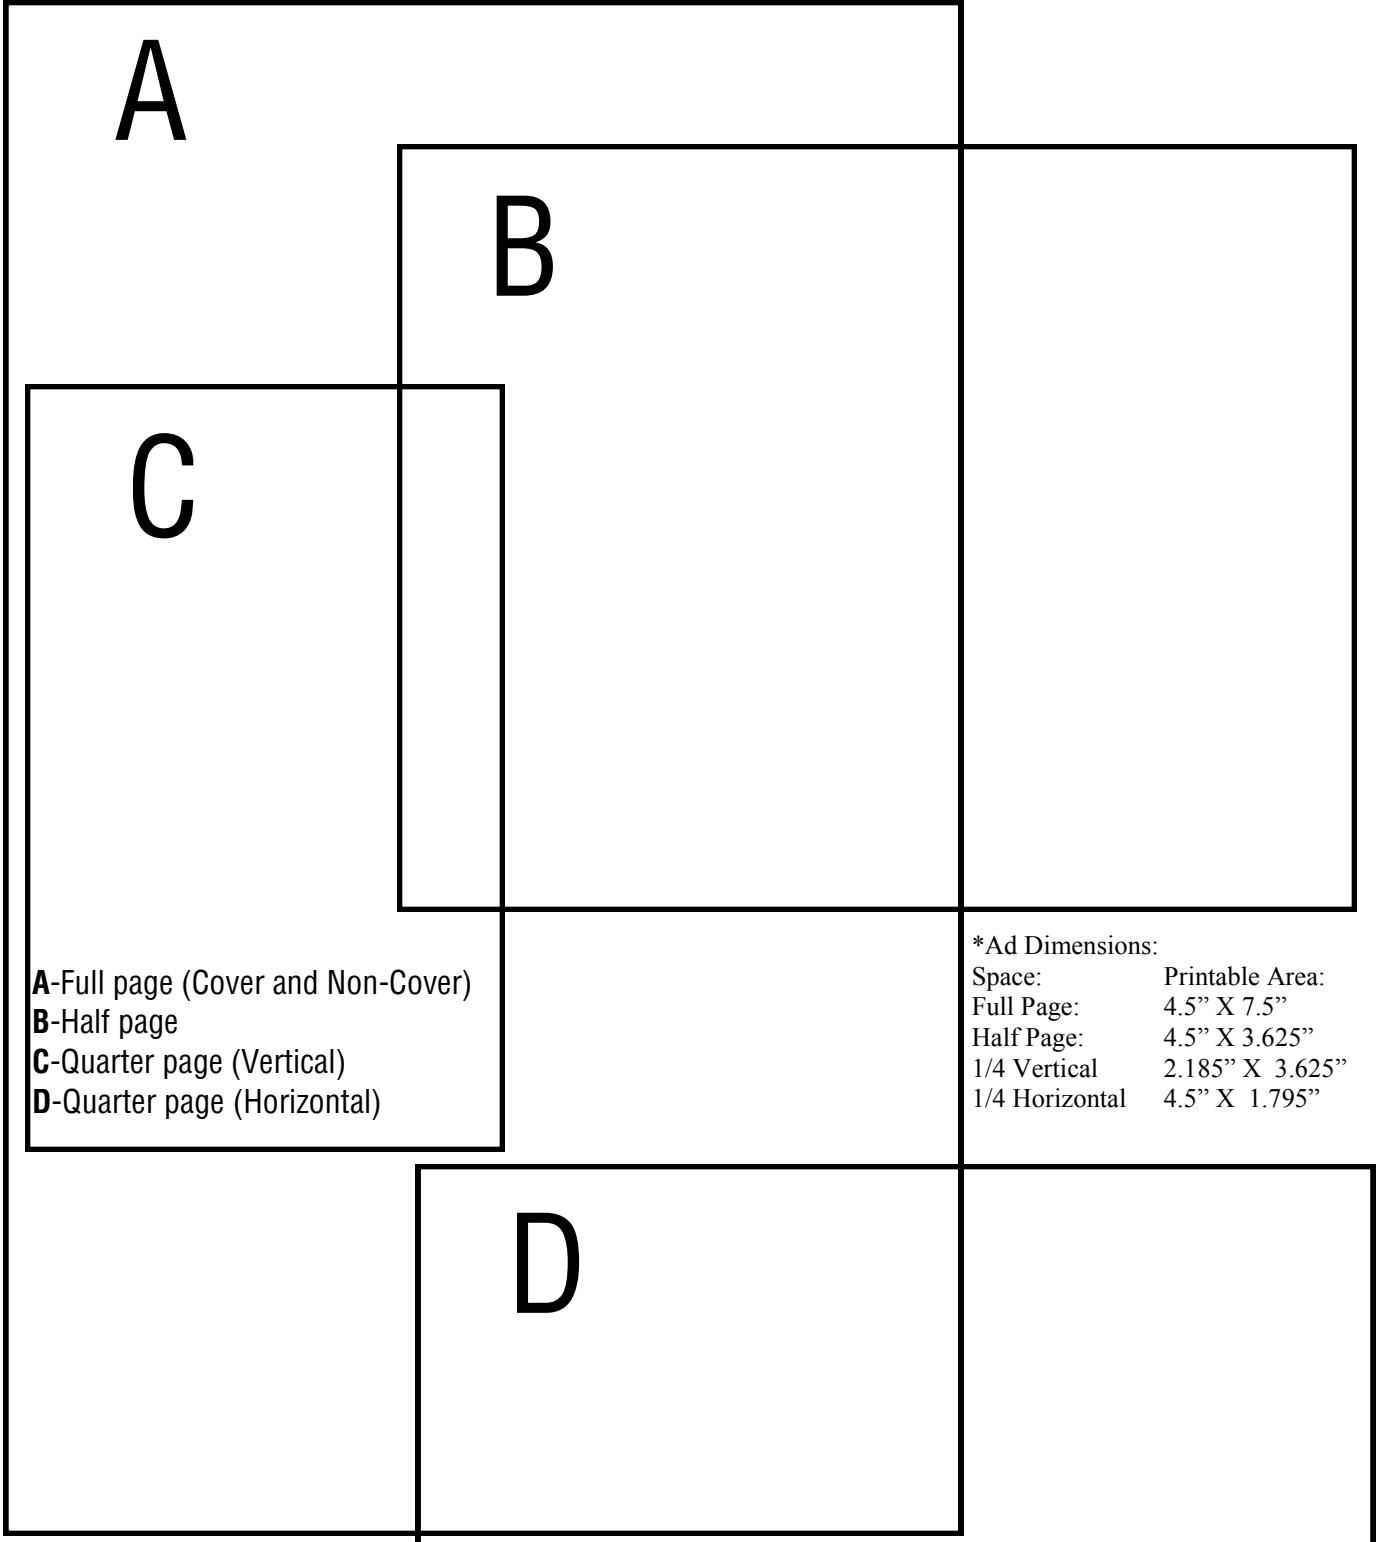 A
B
C
A-Full page (Cover and Non-Cover)
B-Half page
C-Quarter page (Vertical)
D-Quarter page (Horizontal)
*Ad Dimensions:
Space: Printable Area:
Full Page: 4.5” X 7.5”
Half Page: 4.5” X 3.625”
1/4 Vertical 2.185” X  3.625”
1/4 Horizontal 4.5” X  1.795”
D